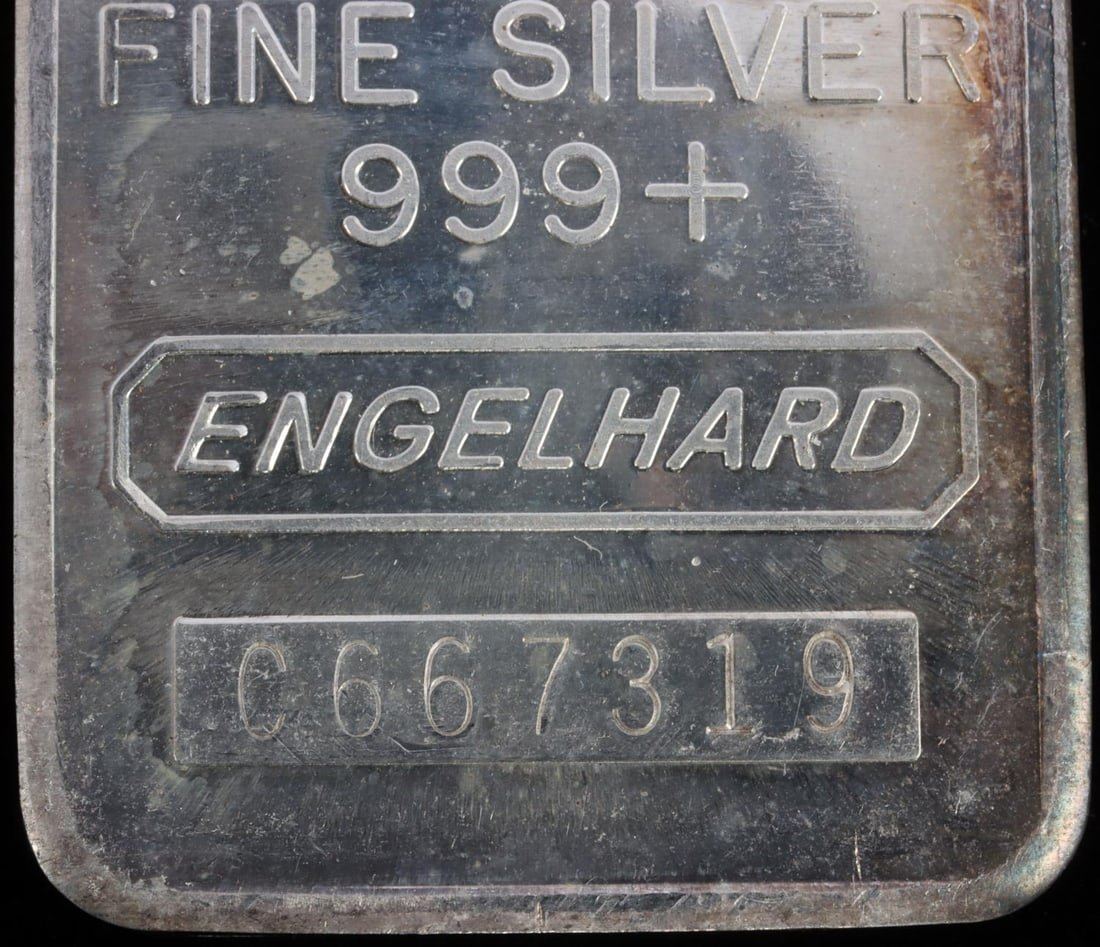 FINE SILVER
999+
ENGELHARD
C667319